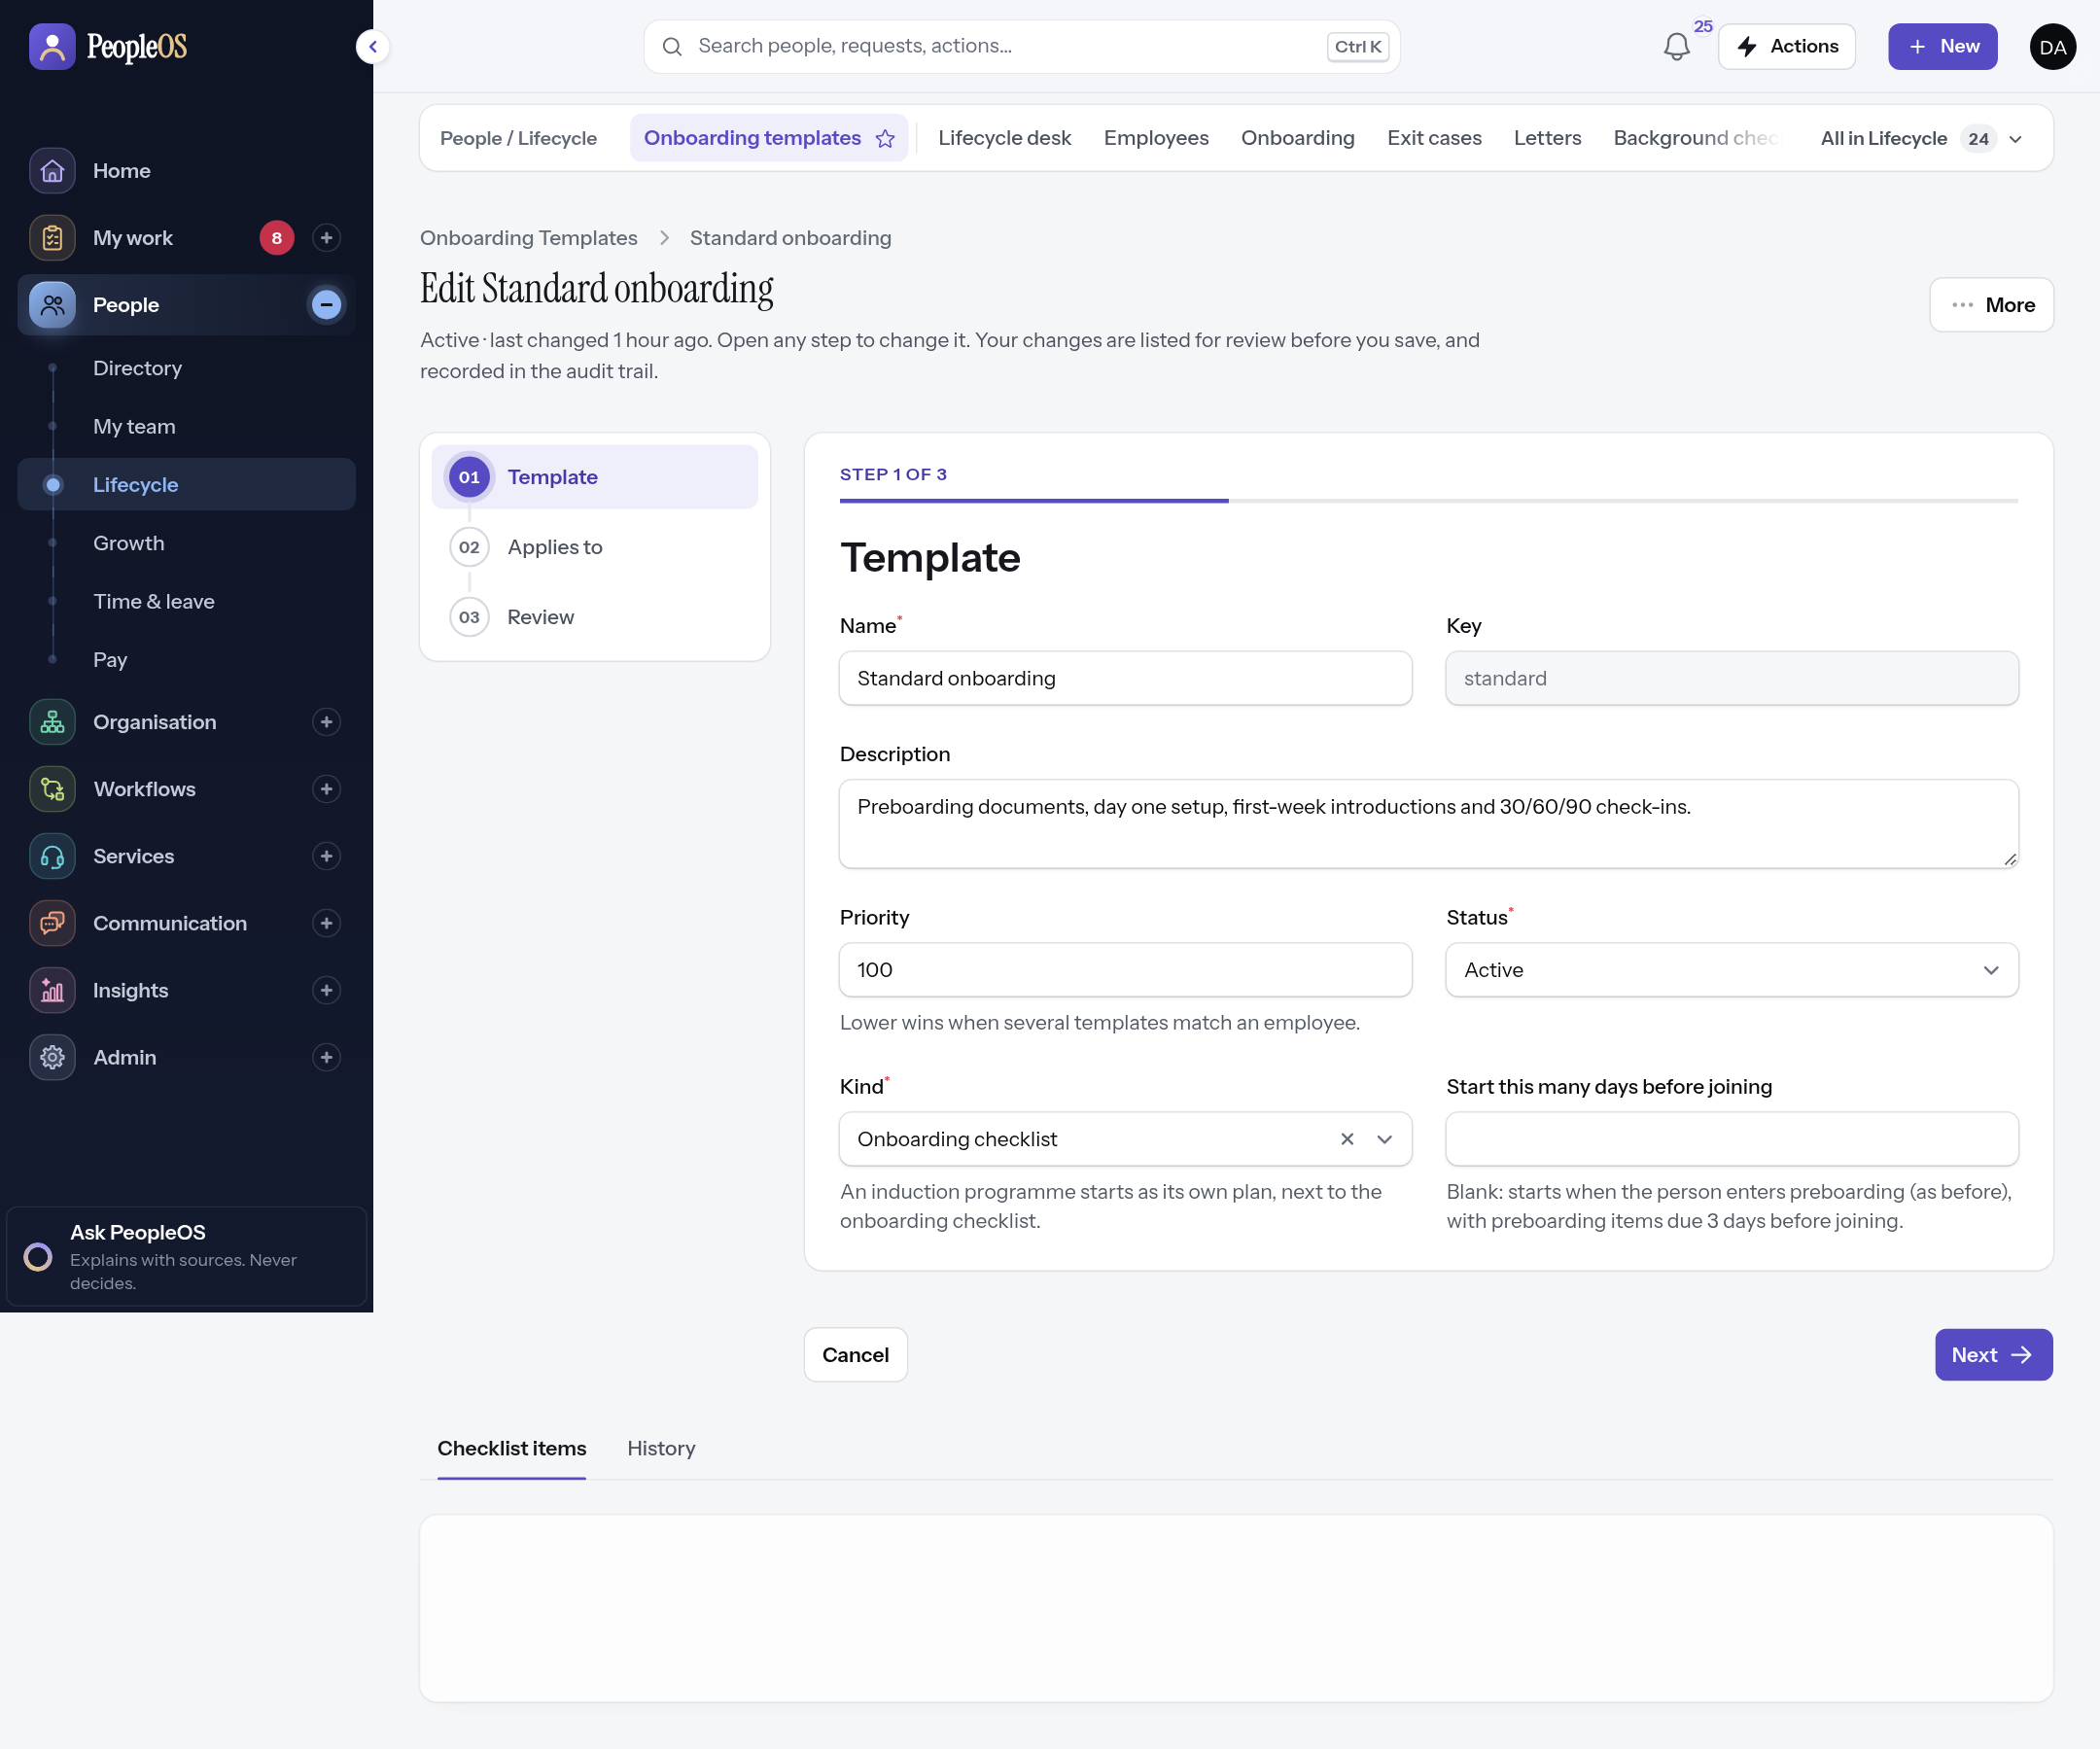 PeopleOS
Search people, requests, actions...
Ctrl K
25
Actions
New
DA
Home
My work
8
People
Directory
My team
Lifecycle
Growth
Time & leave
Pay
Organisation
Workflows
Services
Communication
Insights
Admin
Ask PeopleOS
Explains with sources. Never
decides.
People / Lifecycle
Onboarding templates
Lifecycle desk
Employees
Onboarding
Exit cases
Letters
Background chec
All in Lifecycle
24
Onboarding Templates
Standard onboarding
Edit Standard onboarding
More
Active · last changed 1 hour ago. Open any step to change it. Your changes are listed for review before you save, and
recorded in the audit trail.
01
Template
02
Applies to
03
Review
STEP 1 OF 3
Template
Name*
Key
Standard onboarding
standard
Description
Preboarding documents, day one setup, first-week introductions and 30/60/90 check-ins.
Priority
Status*
100
Active
Lower wins when several templates match an employee.
Kind*
Start this many days before joining
Onboarding checklist
An induction programme starts as its own plan, next to the
onboarding checklist.
Blank: starts when the person enters preboarding (as before),
with preboarding items due 3 days before joining.
Cancel
Next
Checklist items
History